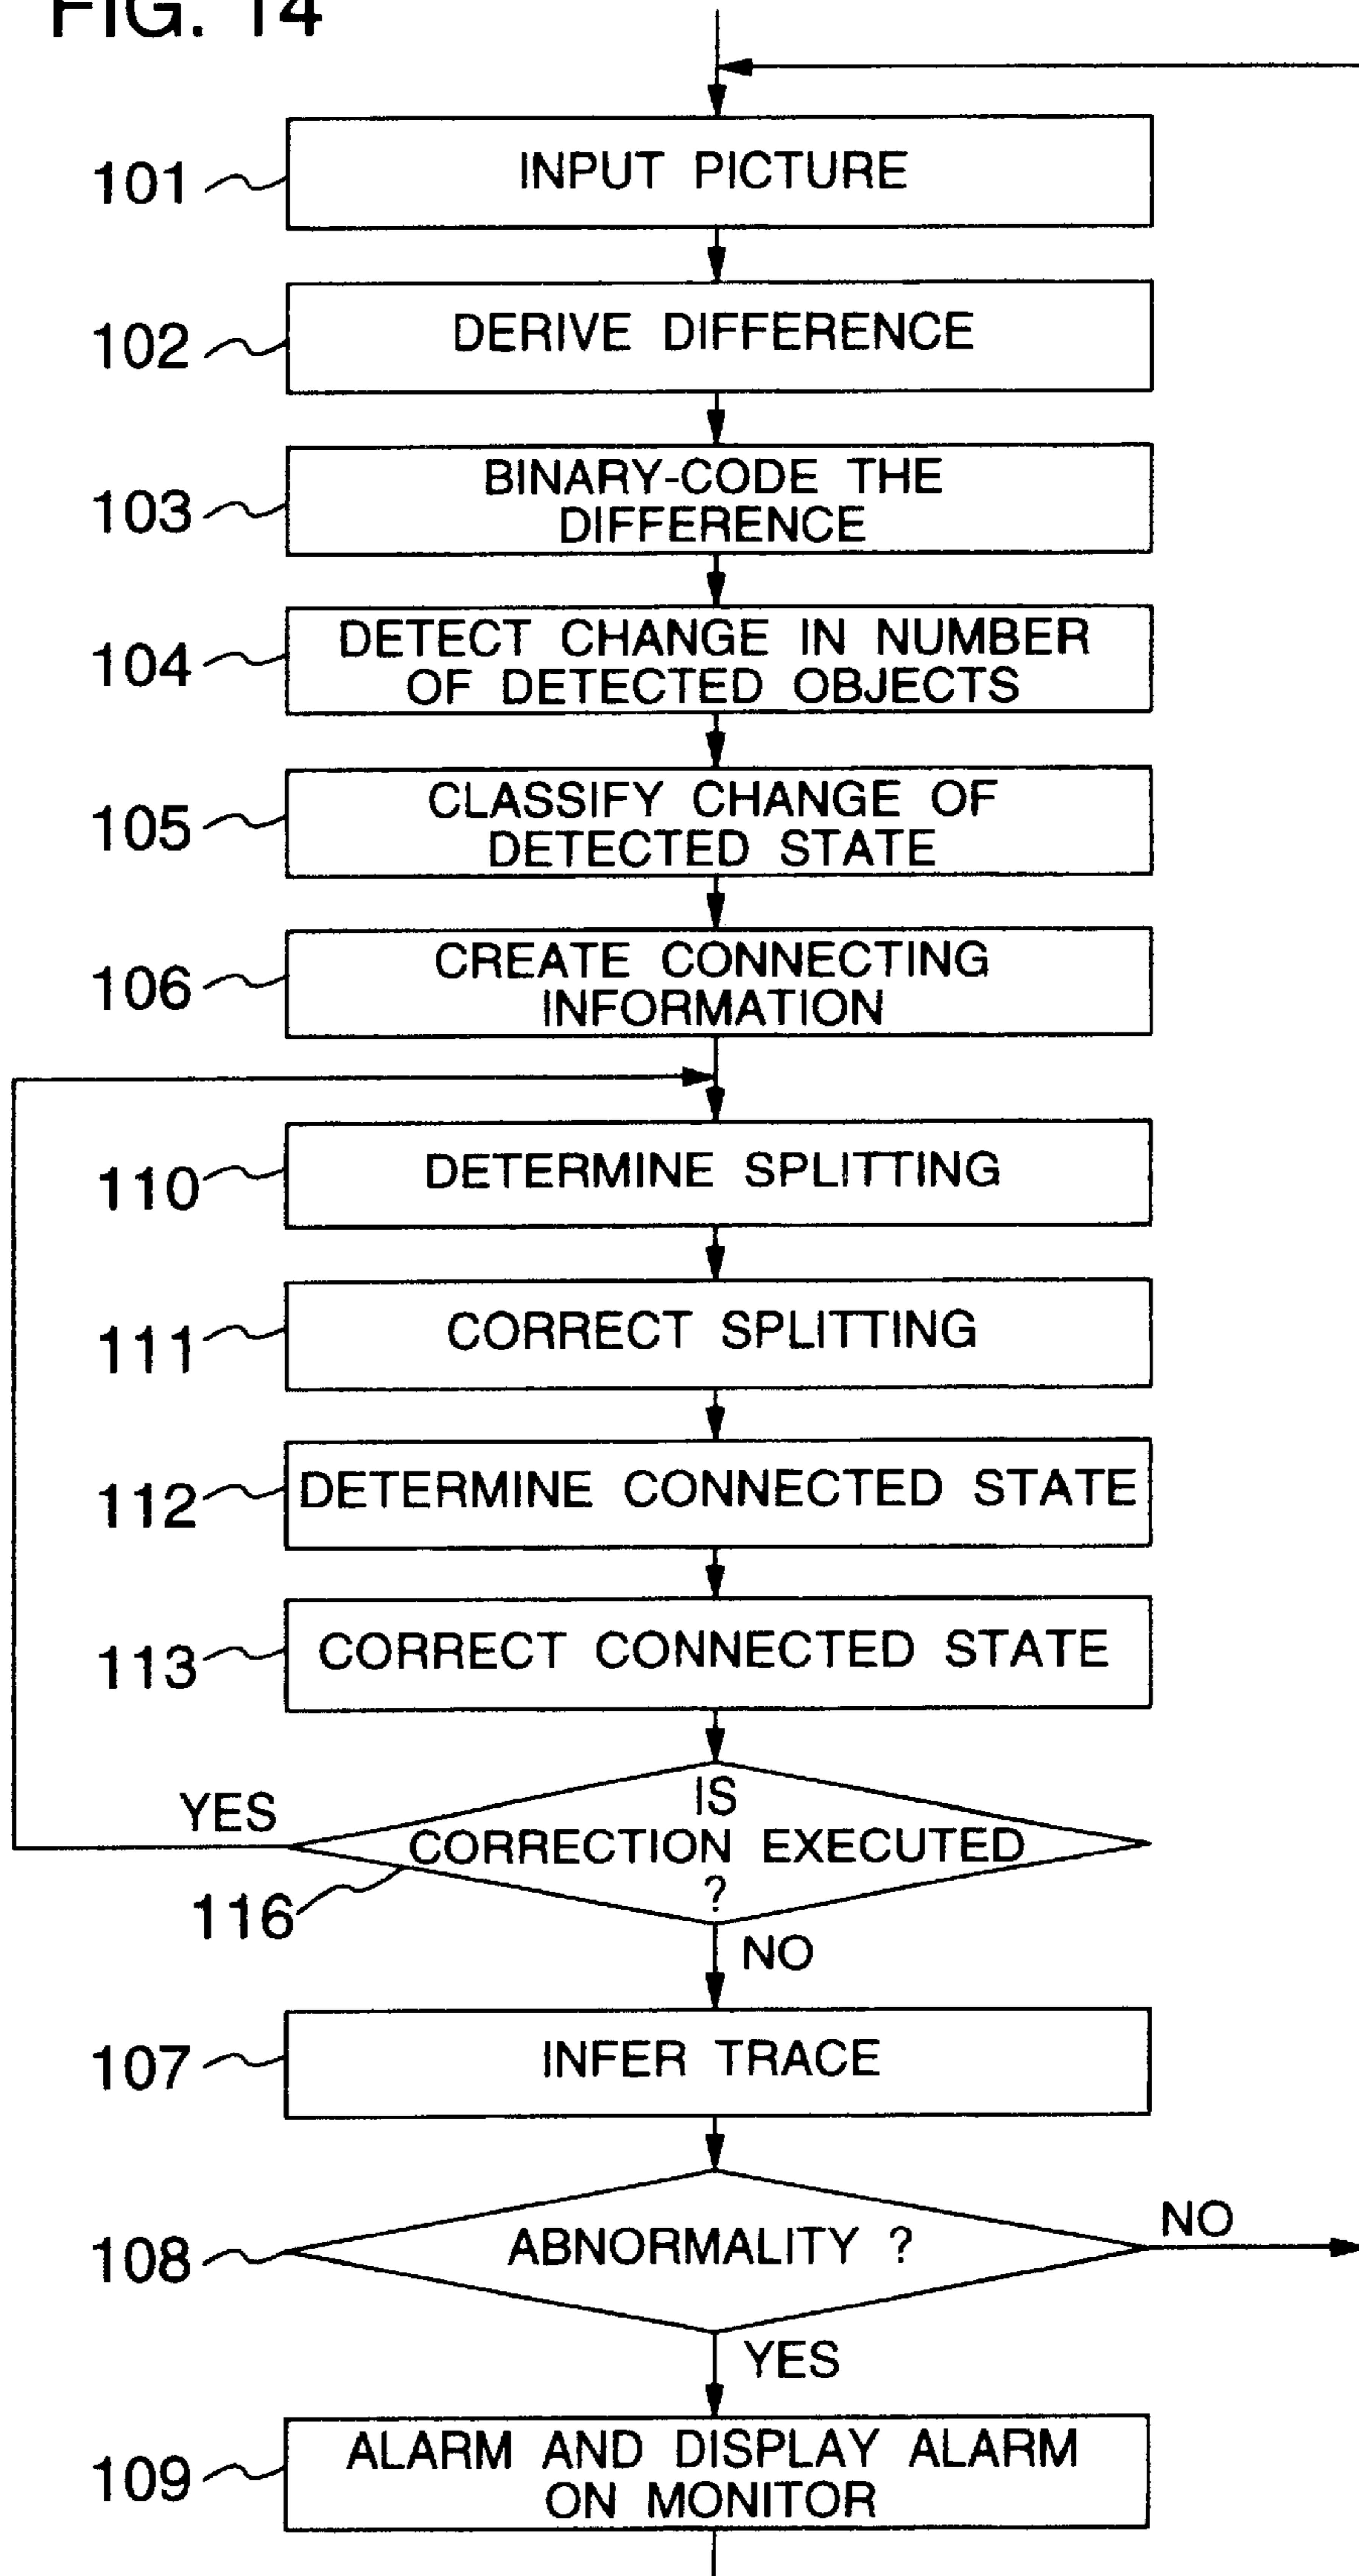 FIG. 14
101
INPUT PICTURE
102
DERIVE DIFFERENCE
103
BINARY-CODE THE
DIFFERENCE
104
DETECT CHANGE IN NUMBER
OF DETECTED OBJECTS
105
CLASSIFY CHANGE OF
DETECTED STATE
106
CREATE CONNECTING
INFORMATION
110
DETERMINE SPLITTING
111
CORRECT SPLITTING
112
DETERMINE CONNECTED STATE
113
CORRECT CONNECTED STATE
YES
IS
CORRECTION EXECUTED
?
116
NO
107
INFER TRACE
108
ABNORMALITY ?
NO
YES
109
ALARM AND DISPLAY ALARM
ON MONITOR